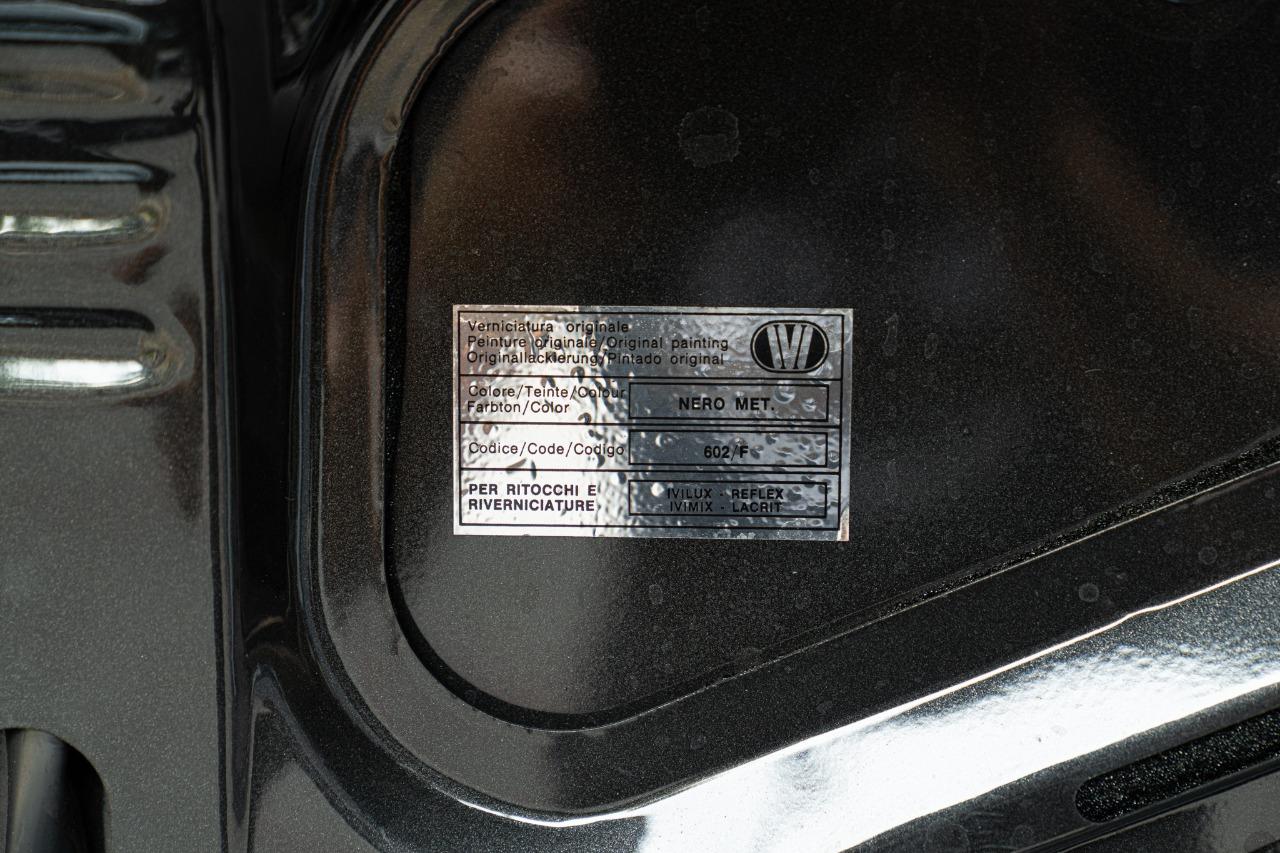 Verniciatura originale
Peinture originale/Original painting
Originallackierung/Pintado original
IVI
Colore/Teinte/Colour
Farbton/Color
NERO MET.
Codice/Code/Codigo
602/F
PER RITOCCHI E
RIVERNICIATURE
IVILUX - REFLEX
IVIMIX - LACRIT